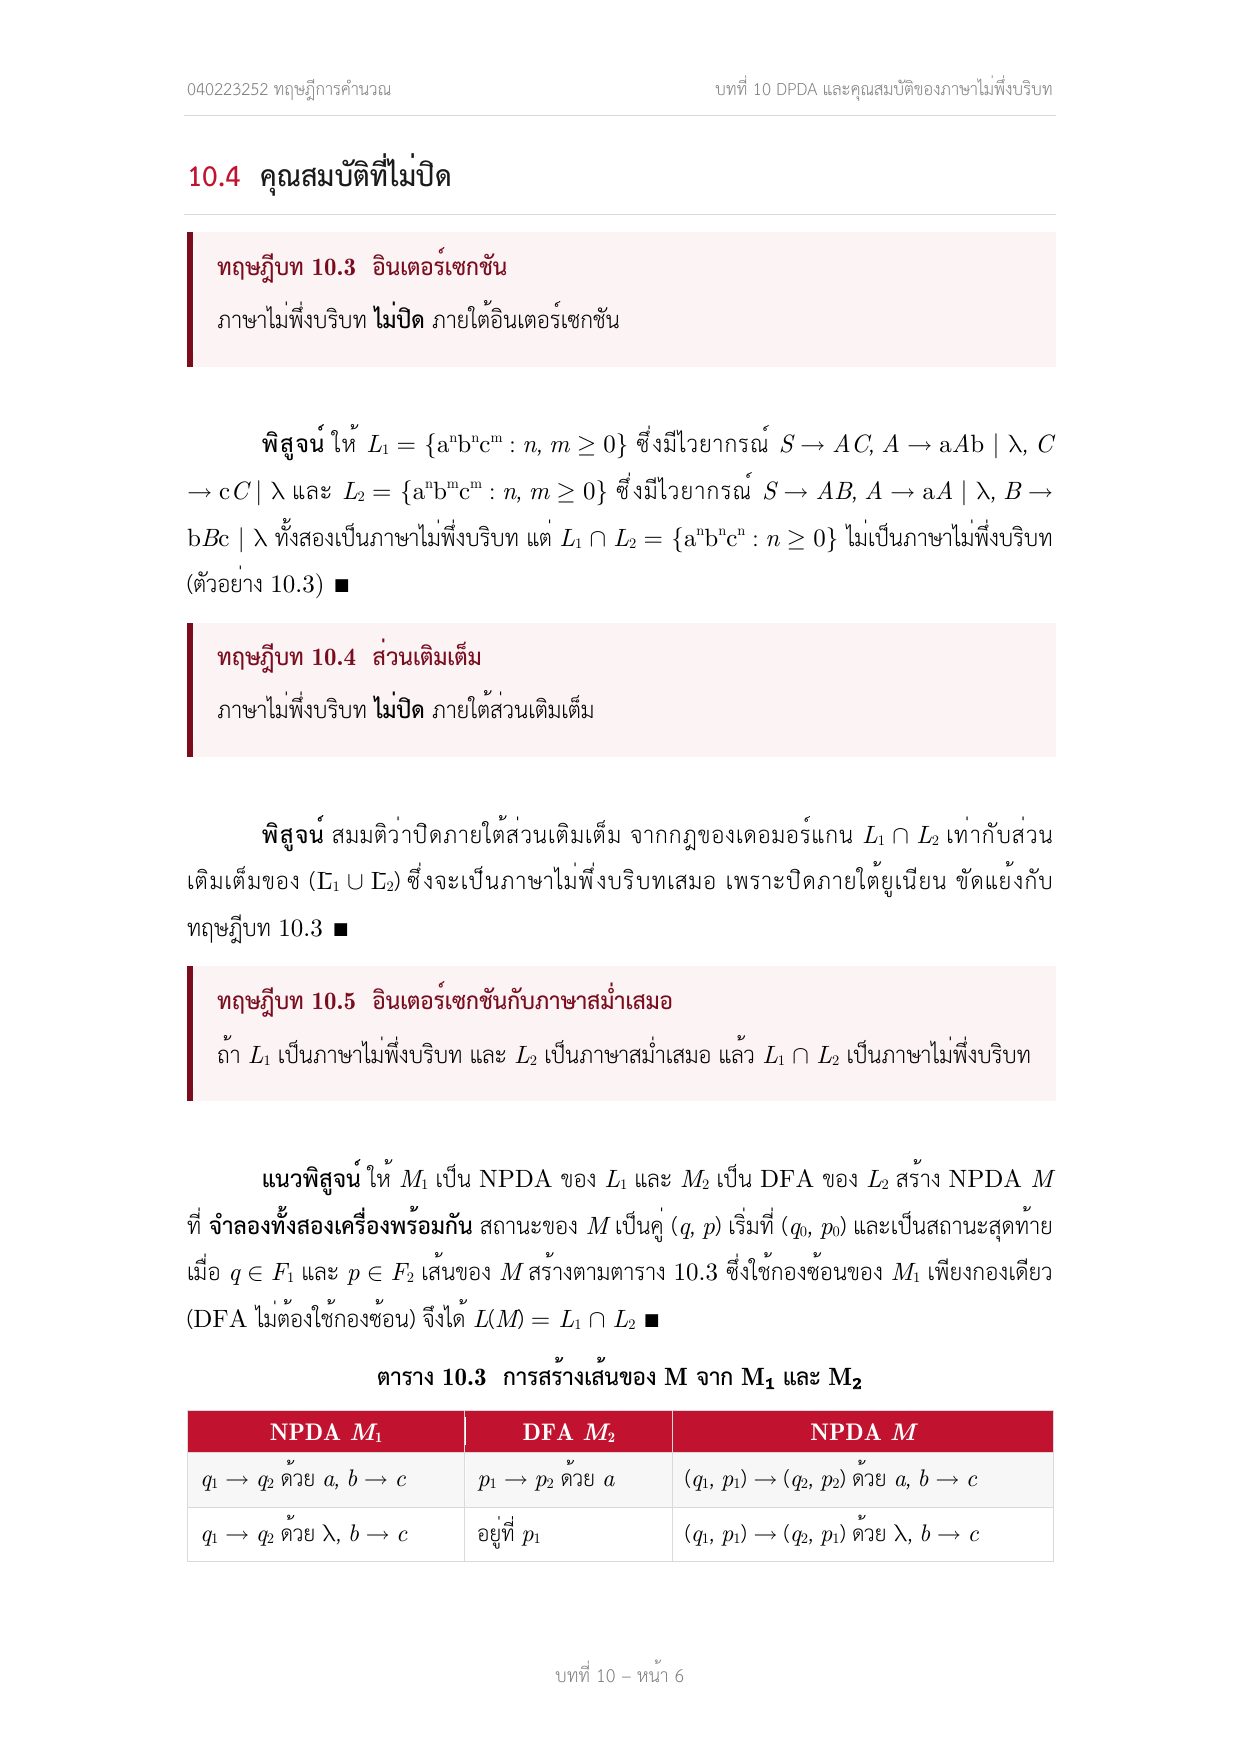 040223252 ทฤษฎีการคำนวณ บทที่ 10 DPDA และคุณสมบัติของภาษาไม่พึ่งบริบท
10.4 คุณสมบัติที่ไม่ปิด
ทฤษฎีบท 10.3 อินเตอร์เซกชัน
ภาษาไม่พึ่งบริบท ไม่ปิด ภายใต้อินเตอร์เซกชัน
พิสูจน์ ให้ L₁ = {aⁿbⁿcᵐ : n, m ≥ 0} ซึ่งมีไวยากรณ์ S → AC, A → aAb | λ, C
→ cC | λ และ L₂ = {aⁿbᵐcᵐ : n, m ≥ 0} ซึ่งมีไวยากรณ์ S → AB, A → aA | λ, B →
bBc | λ ทั้งสองเป็นภาษาไม่พึ่งบริบท แต่ L₁ ∩ L₂ = {aⁿbⁿcⁿ : n ≥ 0} ไม่เป็นภาษาไม่พึ่งบริบท
(ตัวอย่าง 10.3) ■
ทฤษฎีบท 10.4 ส่วนเติมเต็ม
ภาษาไม่พึ่งบริบท ไม่ปิด ภายใต้ส่วนเติมเต็ม
พิสูจน์ สมมติว่าปิดภายใต้ส่วนเติมเต็ม จากกฎของเดอมอร์แกน L₁ ∩ L₂ เท่ากับส่วน
เติมเต็มของ (L̄₁ ∪ L̄₂) ซึ่งจะเป็นภาษาไม่พึ่งบริบทเสมอ เพราะปิดภายใต้ยูเนียน ขัดแย้งกับ
ทฤษฎีบท 10.3 ■
ทฤษฎีบท 10.5 อินเตอร์เซกชันกับภาษาสม่ำเสมอ
ถ้า L₁ เป็นภาษาไม่พึ่งบริบท และ L₂ เป็นภาษาสม่ำเสมอ แล้ว L₁ ∩ L₂ เป็นภาษาไม่พึ่งบริบท
แนวพิสูจน์ ให้ M₁ เป็น NPDA ของ L₁ และ M₂ เป็น DFA ของ L₂ สร้าง NPDA M
ที่ จำลองทั้งสองเครื่องพร้อมกัน สถานะของ M เป็นคู่ (q, p) เริ่มที่ (q₀, p₀) และเป็นสถานะสุดท้าย
เมื่อ q ∈ F₁ และ p ∈ F₂ เส้นของ M สร้างตามตาราง 10.3 ซึ่งใช้กองซ้อนของ M₁ เพียงกองเดียว
(DFA ไม่ต้องใช้กองซ้อน) จึงได้ L(M) = L₁ ∩ L₂ ■
ตาราง 10.3 การสร้างเส้นของ M จาก M₁ และ M₂
NPDA M₁ DFA M₂ NPDA M
q₁ → q₂ ด้วย a, b → c p₁ → p₂ ด้วย a (q₁, p₁) → (q₂, p₂) ด้วย a, b → c
q₁ → q₂ ด้วย λ, b → c อยู่ที่ p₁ (q₁, p₁) → (q₂, p₁) ด้วย λ, b → c
บทที่ 10 – หน้า 6